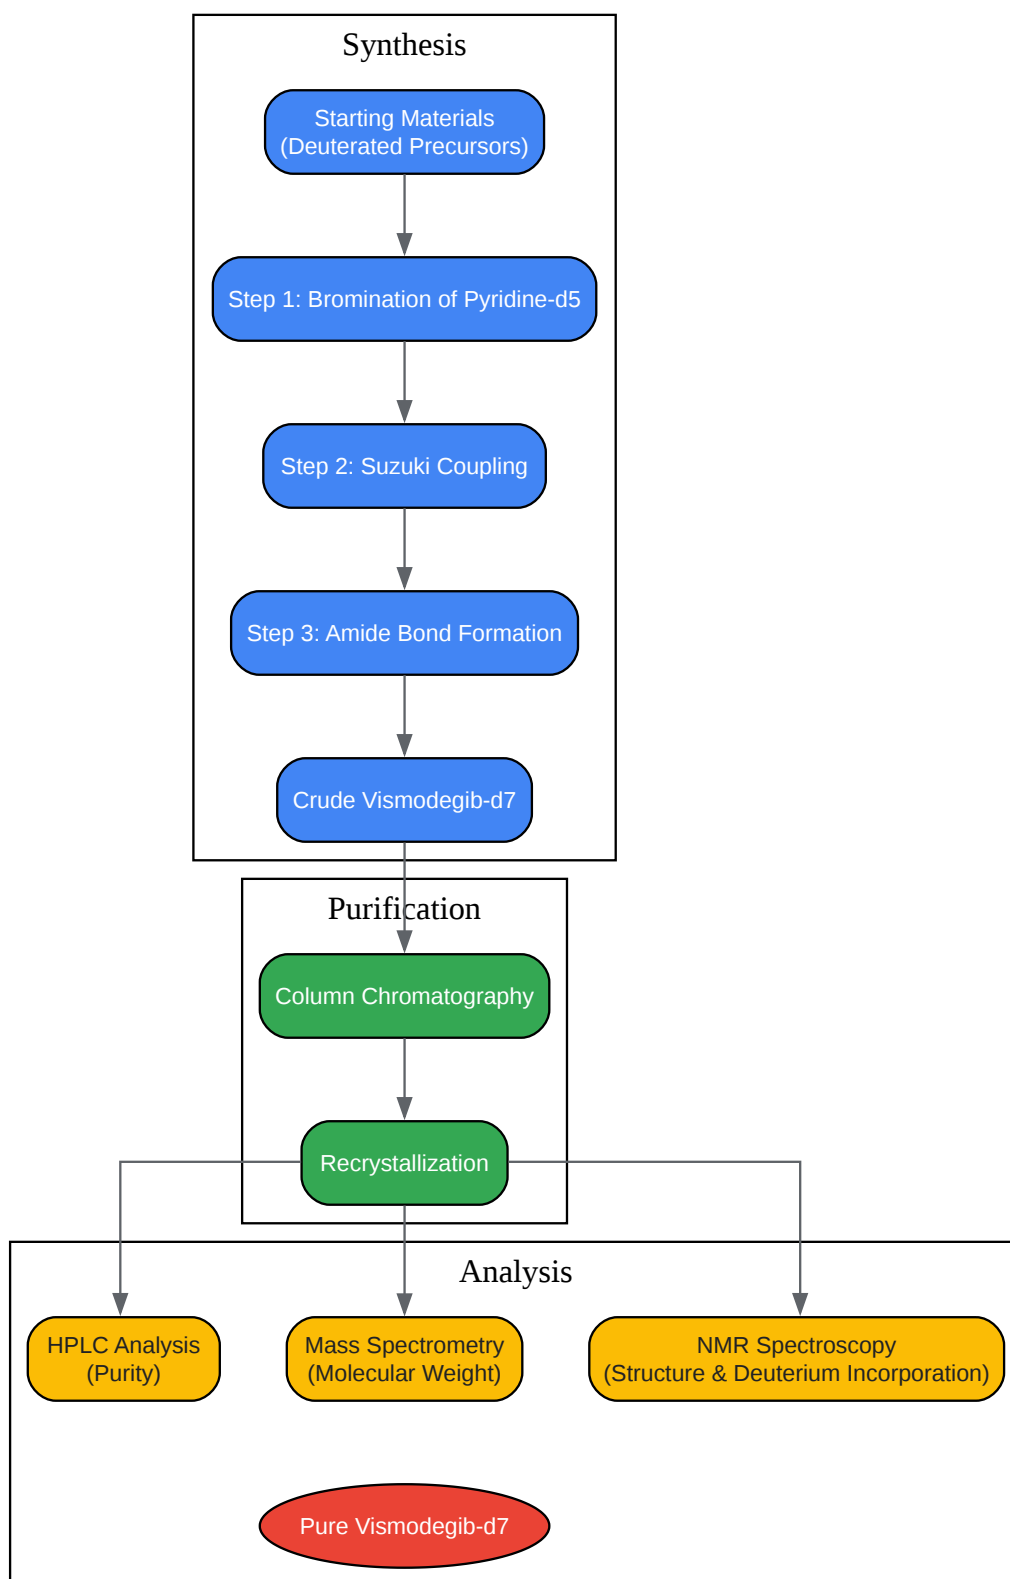 Synthesis
Starting Materials
(Deuterated Precursors)
Step 1: Bromination of Pyridine-d5
Step 2: Suzuki Coupling
Step 3: Amide Bond Formation
Crude Vismodegib-d7
Purification
Column Chromatography
Recrystallization
Analysis
HPLC Analysis
(Purity)
Mass Spectrometry
(Molecular Weight)
NMR Spectroscopy
(Structure & Deuterium Incorporation)
Pure Vismodegib-d7